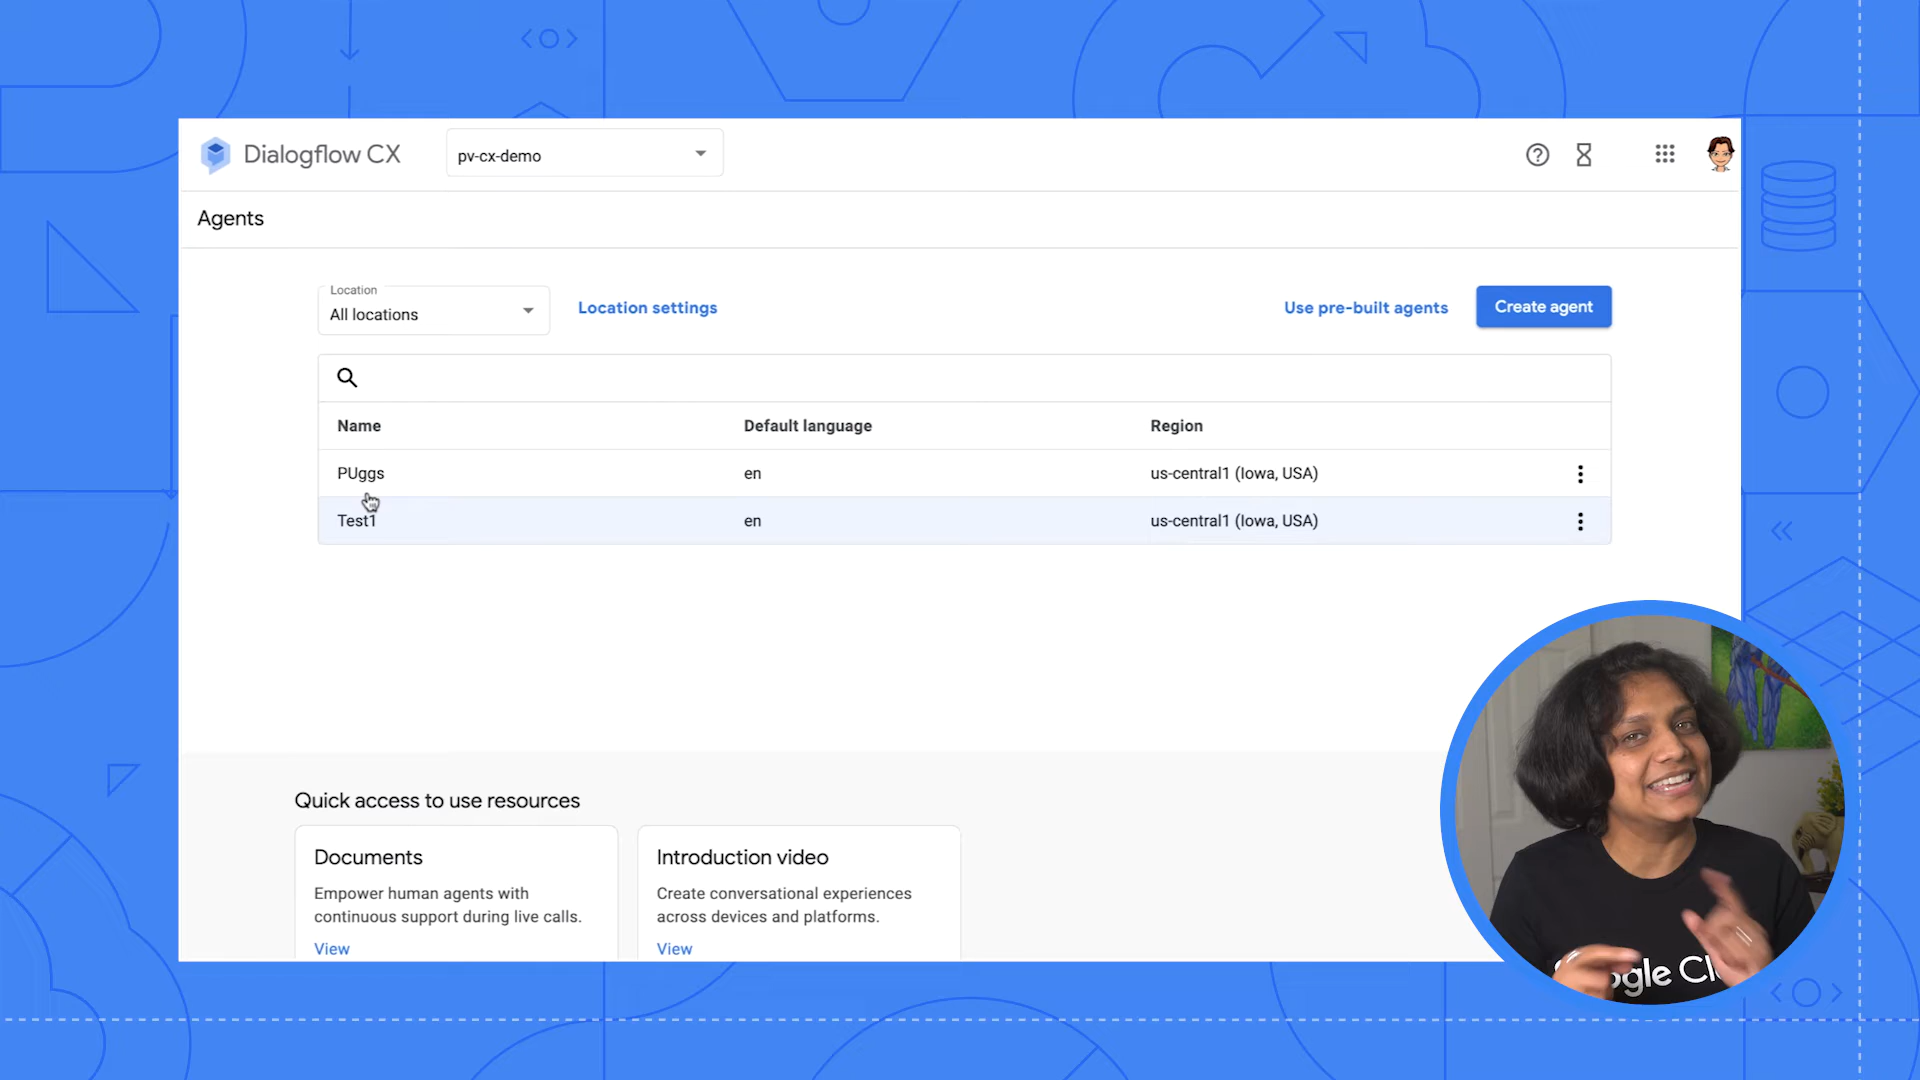 Dialogflow CX
pv-cx-demo
Agents
Location
All locations
Location settings
Use pre-built agents
Create agent
Name Default language Region
PUggs en us-central1 (Iowa, USA)
Test1 en us-central1 (Iowa, USA)
Quick access to use resources
Documents
Empower human agents with
continuous support during live calls.
View
Introduction video
Create conversational experiences
across devices and platforms.
View